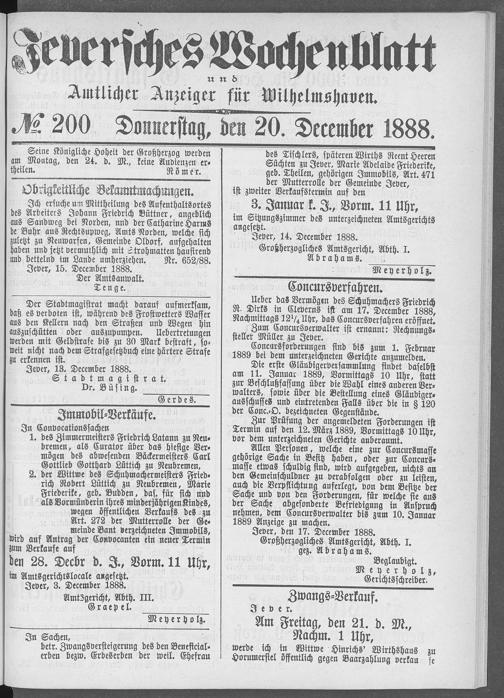 Jeversches Wochenblatt
und
Amtlicher Anzeiger für Wilhelmshaven.
№ 200 Donnerstag, den 20. December 1888.
Seine Königliche Hoheit der Großherzog werden
am Montag, den 24. d. M., keine Audienzen er-
theilen. Römer.
Obrigkeitliche Bekanntmachungen.
Ich ersuche um Mittheilung des Aufenthaltsortes
des Arbeiters Johann Friedrich Büttner, angeblich
aus Sandweg bei Norden, und der Catharine Harms
de Buhr aus Rechtsupweg, Amts Norden, welche sich
zuletzt zu Neuwarfen, Gemeinde Oldorf, aufgehalten
haben und jetzt vermuthlich mit Strohmatten hausirend
und bettelnd im Lande umherziehen. Nr. 652/88.
Jever, 15. December 1888.
Der Amtsanwalt.
Tenge.
Der Stadtmagistrat macht darauf aufmerksam,
daß es verboten ist, während des Frostwetters Wasser
aus den Kellern nach den Straßen und Wegen hin
auszuschütten oder auszupumpen. Uebertretungen
werden mit Geldstrafe bis zu 30 Mark bestraft, so-
weit nicht nach dem Strafgesetzbuch eine härtere Strafe
zu erkennen ist.
Jever, 13. December 1888.
Stadtmagistrat.
Dr. Büsing.
Gerdes.
Immobil-Verkäufe.
In Convocationssachen
1. des Zimmermeisters Friedrich Latann zu Neu-
bremen, als Curator über das hiesige Ver-
mögen des abwesenden Bäckermeisters Carl
Gottlieb Gotthard Lüttich zu Neubremen,
2. der Wittwe des Schuhmachermeisters Fried-
rich Robert Lüttich zu Neubremen, Marie
Friederike, geb. Bubden, hal, für sich und
als Vormünderin ihres minderjährigen Kindes,
wegen öffentlichen Verkaufs des zu
Art. 272 der Mutterrolle der Ge-
meinde Bant verzeichneten Immobils,
wird auf Antrag der Convocanten ein neuer Termin
zum Verkaufe auf
den 28. Decbr d. J., Vorm. 11 Uhr,
im Amtsgerichtslocale angesetzt.
Jever, 8. December 1888.
Amtsgericht, Abth. III.
Graepel.
Meyerholz.
In Sachen,
betr. Zwangsversteigerung des den Beneficial-
erben bezw. Erbeserben der weil. Ehefrau
des Tischlers, späteren Wirths Reent Heeren
Sächten zu Jever, Marie Adelaide Friederike,
geb. Theilen, gehörigen Immobils, Art. 471
der Mutterrolle der Gemeinde Jever,
ist zweiter Verkaufstermin auf den
3. Januar k. J., Vorm. 11 Uhr,
im Sitzungszimmer des unterzeichneten Amtsgerichts
angesetzt.
Jever, 14. December 1888.
Großherzogliches Amtsgericht, Abth. I.
Abrahams.
Meyerholz.
Concursverfahren.
Ueber das Vermögen des Schuhmachers Friedrich
R. Dirks in Cleverns ist am 17. December 1888,
Nachmittags 12¼ Uhr, das Concursverfahren eröffnet.
Zum Concursverwalter ist ernannt: Rechnungs-
steller Müller zu Jever.
Concursforderungen sind bis zum 1. Februar
1889 bei dem unterzeichneten Gerichte anzumelden.
Die erste Gläubigerversammlung findet daselbst
am 11. Januar 1889, Vormittags 10 Uhr, statt
zur Beschlußfassung über die Wahl eines anderen Ver-
walters, sowie über die Bestellung eines Gläubiger-
ausschusses und eintretenden Falls über die in § 120
der Conc.-O. bezeichneten Gegenstände.
Zur Prüfung der angemeldeten Forderungen ist
Termin auf den 12. März 1889, Vormittags 10 Uhr,
vor dem unterzeichneten Gerichte anberaumt.
Allen Personen, welche eine zur Concursmasse
gehörige Sache in Besitz haben, oder zur Concurs-
masse etwas schuldig sind, wird aufgegeben, nichts an
den Gemeinschuldner zu verabfolgen oder zu leisten,
auch die Verpflichtung auferlegt, von dem Besitze der
Sache und von den Forderungen, für welche sie aus
der Sache abgesonderte Befriedigung in Anspruch
nehmen, dem Concursverwalter bis zum 10. Januar
1889 Anzeige zu machen.
Jever, den 17. December 1888.
Großherzogliches Amtsgericht, Abth. I.
gez. Abrahams.
Beglaubigt.
Meyerholz,
Gerichtschreiber.
Zwangs-Verkauf.
Jever.
Am Freitag, den 21. d. M.,
Nachm. 1 Uhr,
werde ich in Wittwe Hinrichs' Wirthshaus zu
Horumersiel öffentlich gegen Baarzahlung verkau